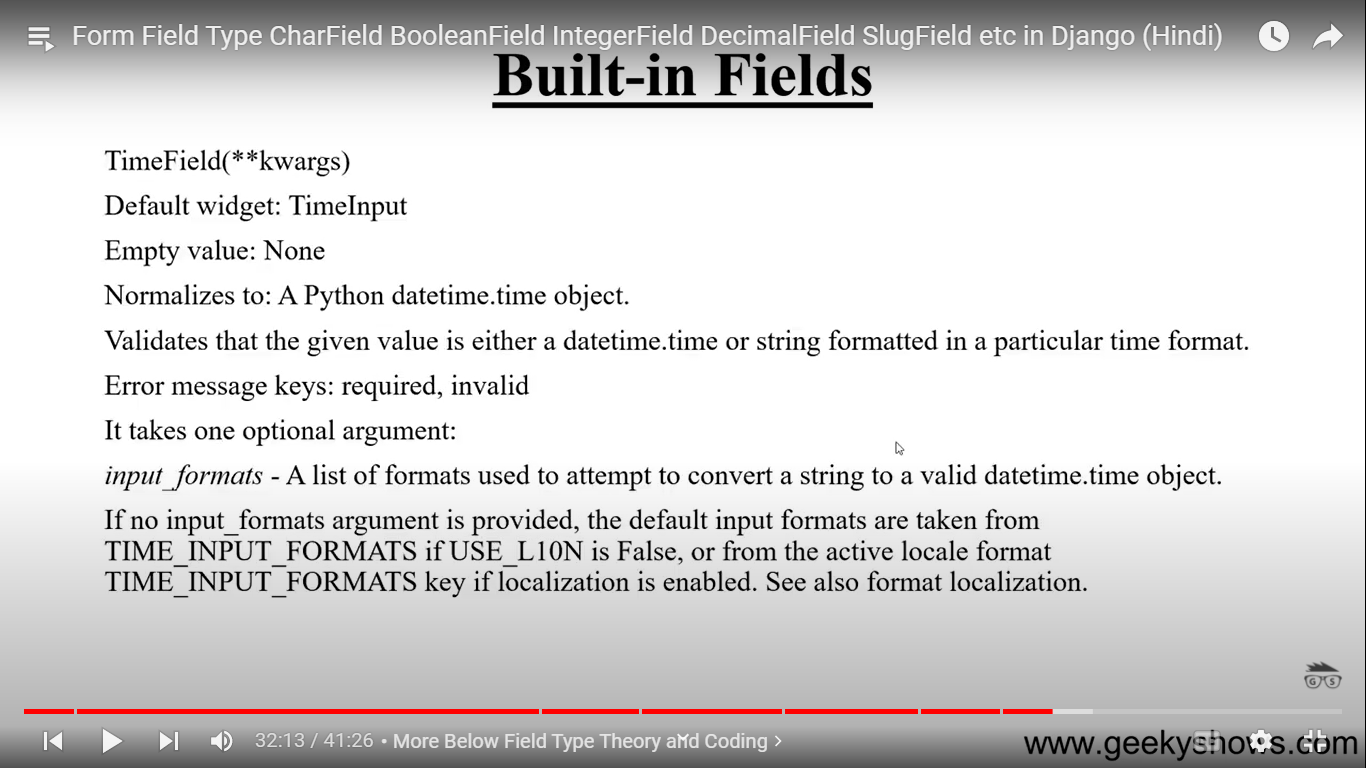 Form Field Type CharField BooleanField IntegerField DecimalField SlugField etc in Django (Hindi)
Built-in Fields
TimeField(**kwargs)
Default widget: TimeInput
Empty value: None
Normalizes to: A Python datetime.time object.
Validates that the given value is either a datetime.time or string formatted in a particular time format.
Error message keys: required, invalid
It takes one optional argument:
input_formats - A list of formats used to attempt to convert a string to a valid datetime.time object.
If no input_formats argument is provided, the default input formats are taken from
TIME_INPUT_FORMATS if USE_L10N is False, or from the active locale format
TIME_INPUT_FORMATS key if localization is enabled. See also format localization.
G S
32:13 / 41:26 • More Below Field Type Theory and Coding >
www.geekyshows.com